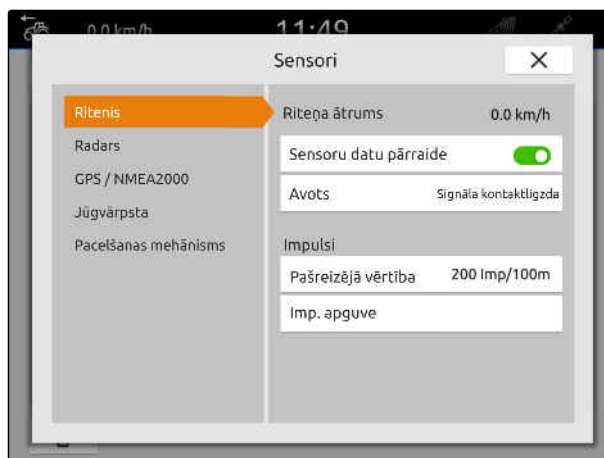 0.0 km/h
11:49
Sensori
Ritenis
Radars
GPS / NMEA2000
Jūgvārpsta
Pacelšanas mehānisms
Riteņa ātrums 0.0 km/h
Sensoru datu pārraide
Avots Signāla kontaktligzda
Impulsi
Pašreizējā vērtība 200 Imp/100m
Imp. apguve